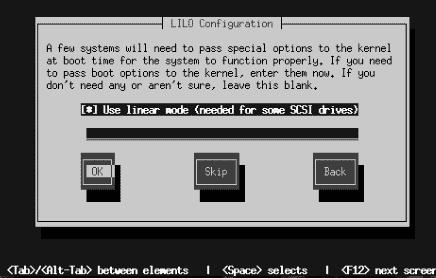 LILO Configuration
A few systems will need to pass special options to the kernel
at boot time for the system to function properly. If you need
to pass boot options to the kernel, enter them now. If you
don't need any or aren't sure, leave this blank.
[*] Use linear mode (needed for some SCSI drives)
OK Skip Back
<Tab>/<Alt-Tab> between elements | <Space> selects | <F12> next screen